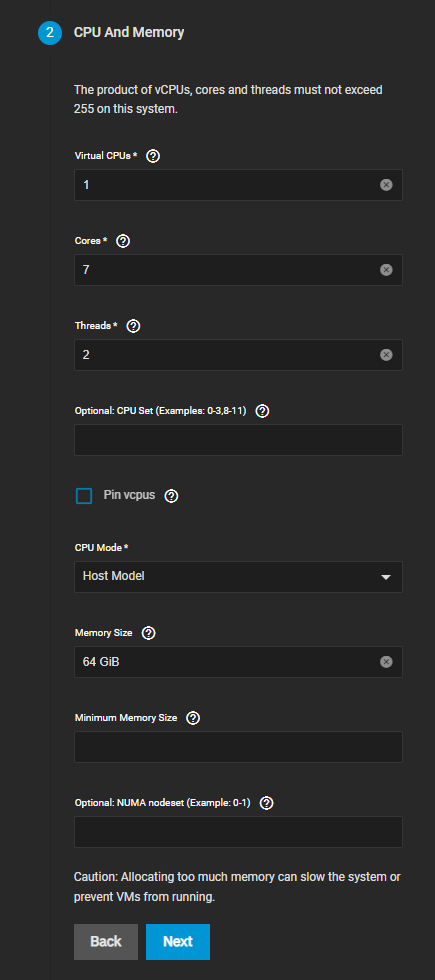 2 CPU And Memory
The product of vCPUs, cores and threads must not exceed
255 on this system.
Virtual CPUs *
1
Cores *
7
Threads *
2
Optional: CPU Set (Examples: 0-3,8-11)
Pin vcpus
CPU Mode *
Host Model
Memory Size
64 GiB
Minimum Memory Size
Optional: NUMA nodeset (Example: 0-1)
Caution: Allocating too much memory can slow the system or
prevent VMs from running.
Back Next